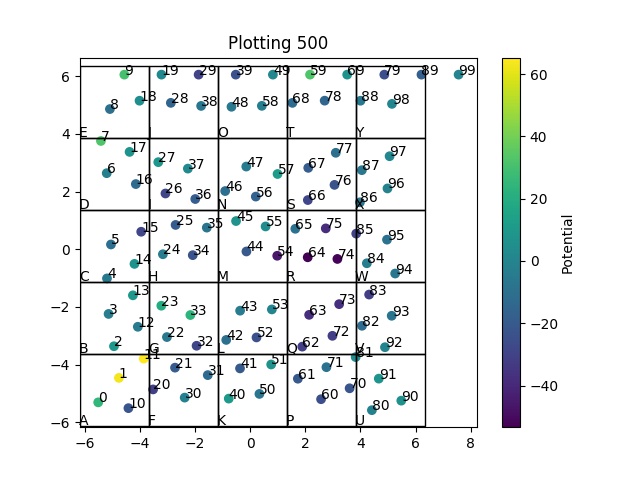 Plotting 500
9 19 29 39 49 59 69 79 89 99
8 18 28 38 48 58 68 78 88 98
E J O T Y
7 17 27 37 47 57 67 77 87 97
6 16 26 36 46 56 66 76 86 96
D I N S X
5 15 25 35 45 55 65 75 85 95
4 14 24 34 44 54 64 74 84 94
C H M R W
3 13 23 33 43 53 63 73 83 93
2 12 22 32 42 52 62 72 82 92
B G L Q V
1 11 21 31 41 51 61 71 81 91
0 10 20 30 40 50 60 70 80 90
A F K P U
6
4
2
0
−2
−4
−6
−6 −4 −2 0 2 4 6 8
60
40
20
0
−20
−40
Potential